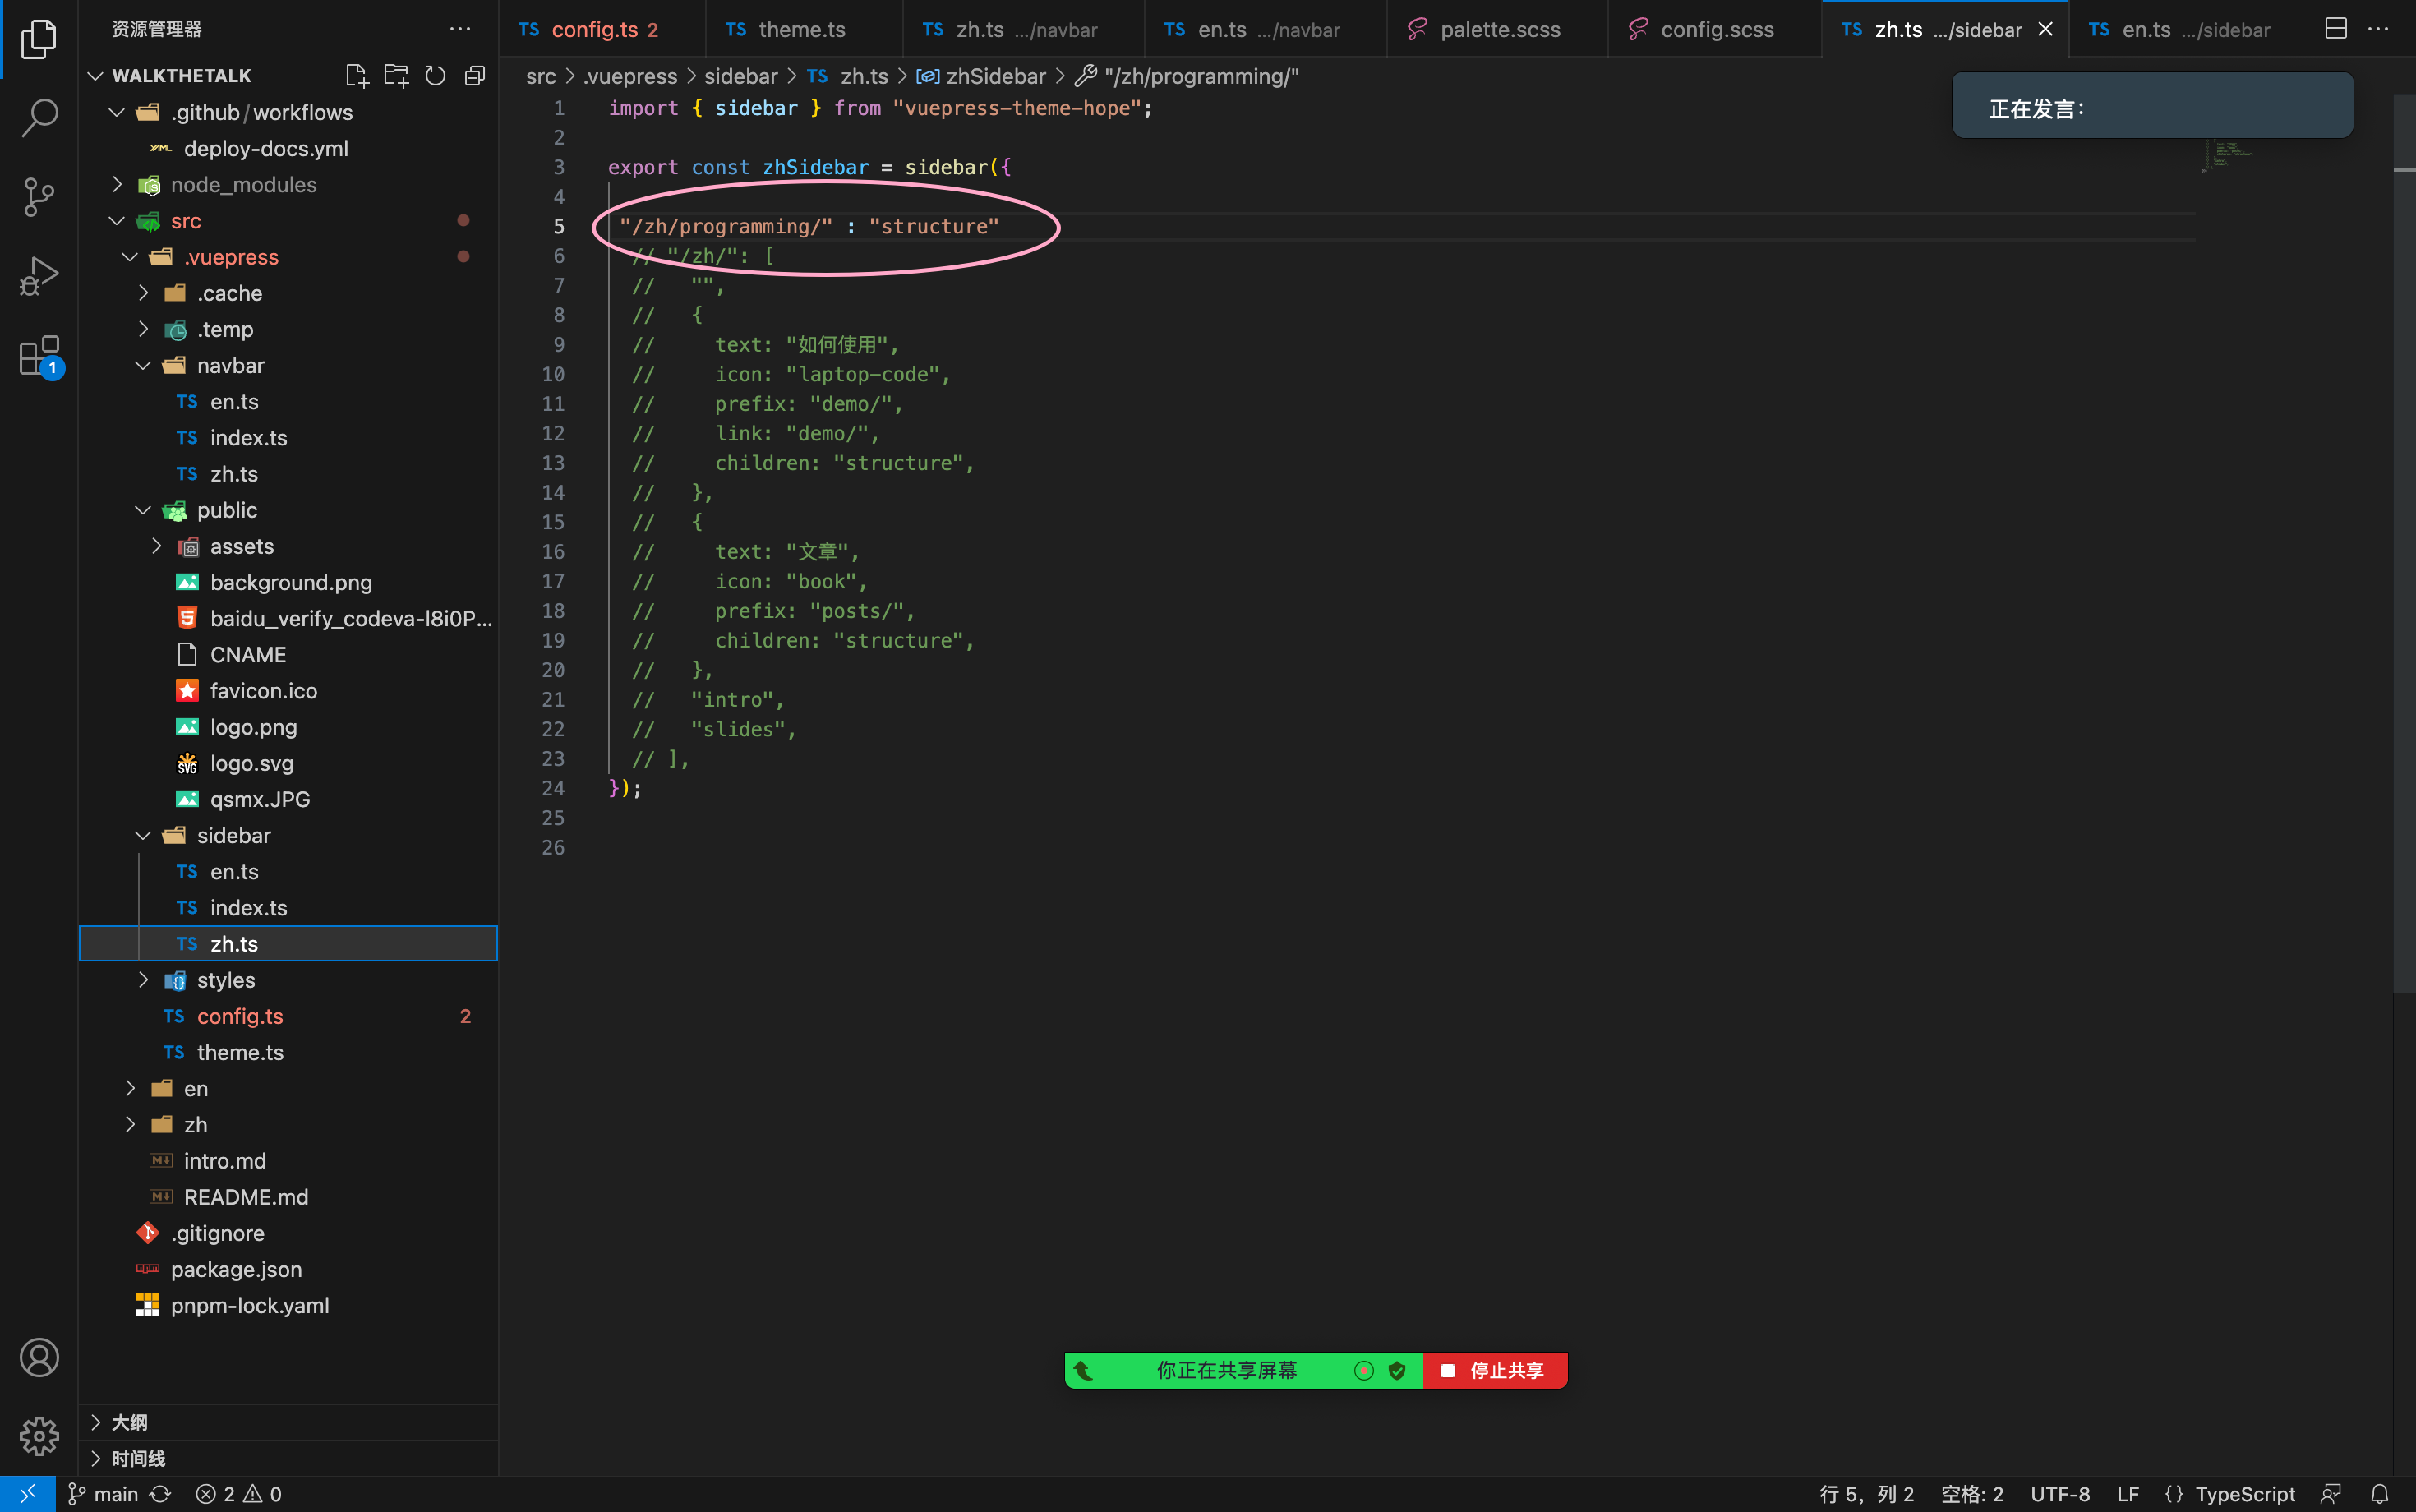 资源管理器
WALKTHETALK
.github/workflows
deploy-docs.yml
node_modules
src
.vuepress
.cache
.temp
navbar
en.ts
index.ts
zh.ts
public
assets
background.png
baidu_verify_codeva-l8i0P...
CNAME
favicon.ico
logo.png
logo.svg
qsmx.JPG
sidebar
en.ts
index.ts
zh.ts
styles
config.ts 2
theme.ts
en
zh
intro.md
README.md
.gitignore
package.json
pnpm-lock.yaml
大纲
时间线
1
TS config.ts 2
TS theme.ts
TS zh.ts .../navbar
TS en.ts .../navbar
palette.scss
config.scss
TS zh.ts .../sidebar
TS en.ts .../sidebar
src > .vuepress > sidebar > TS zh.ts > zhSidebar > "/zh/programming/"
正在发言:
1 import { sidebar } from "vuepress-theme-hope";
2
3 export const zhSidebar = sidebar({
4
5 "/zh/programming/" : "structure"
6 // "/zh/": [
7 // "",
8 // {
9 // text: "如何使用",
10 // icon: "laptop-code",
11 // prefix: "demo/",
12 // link: "demo/",
13 // children: "structure",
14 // },
15 // {
16 // text: "文章",
17 // icon: "book",
18 // prefix: "posts/",
19 // children: "structure",
20 // },
21 // "intro",
22 // "slides",
23 // ],
24 });
25
26
你正在共享屏幕
停止共享
main
2 0
行 5，列 2
空格: 2
UTF-8
LF
{} TypeScript